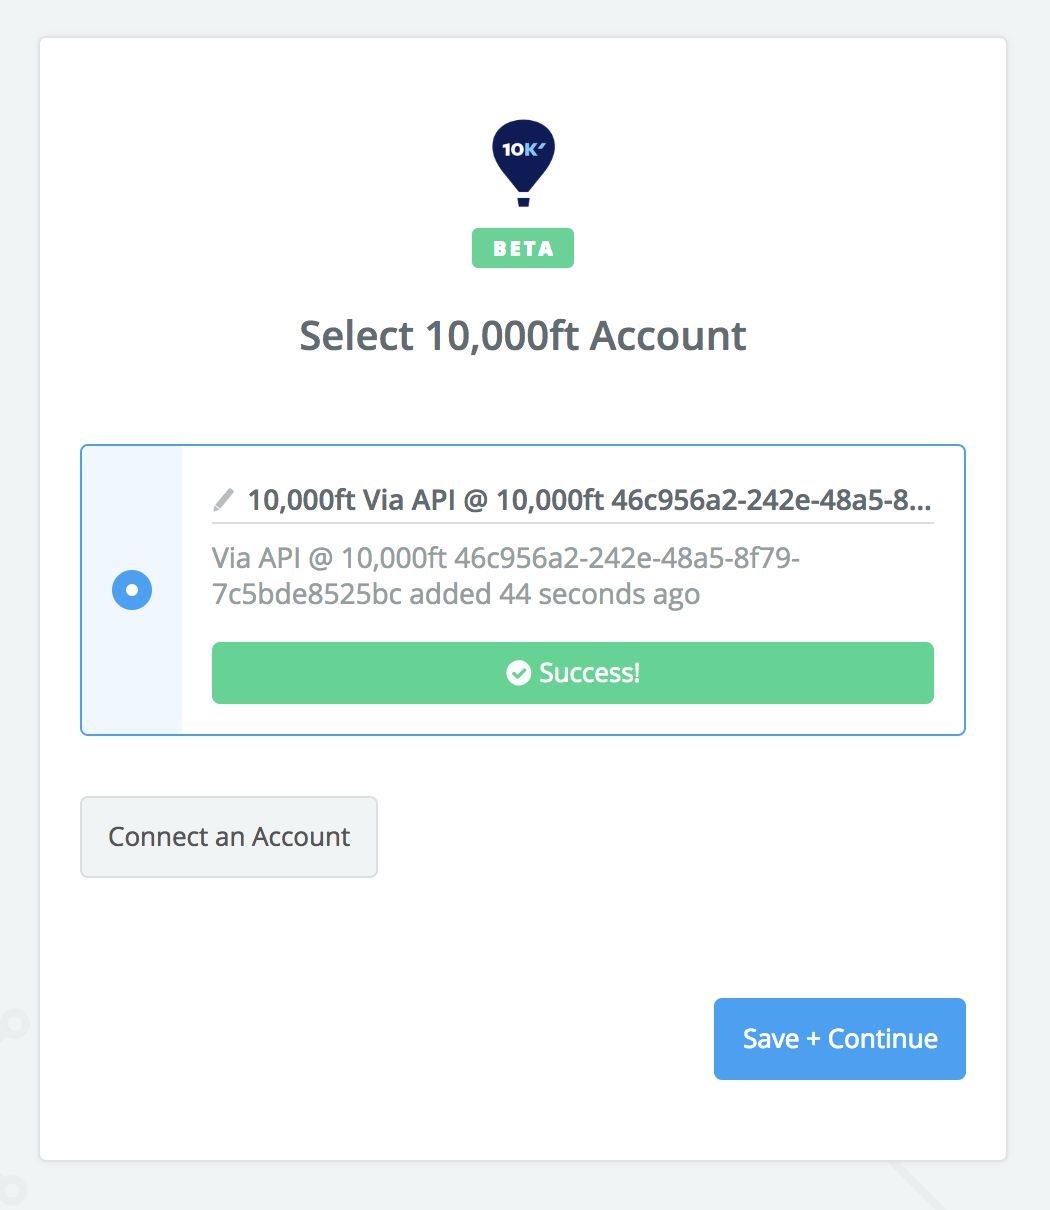 10K'
BETA
Select 10,000ft Account
10,000ft Via API @ 10,000ft 46c956a2-242e-48a5-8...
Via API @ 10,000ft 46c956a2-242e-48a5-8f79-
7c5bde8525bc added 44 seconds ago
Success!
Connect an Account
Save + Continue